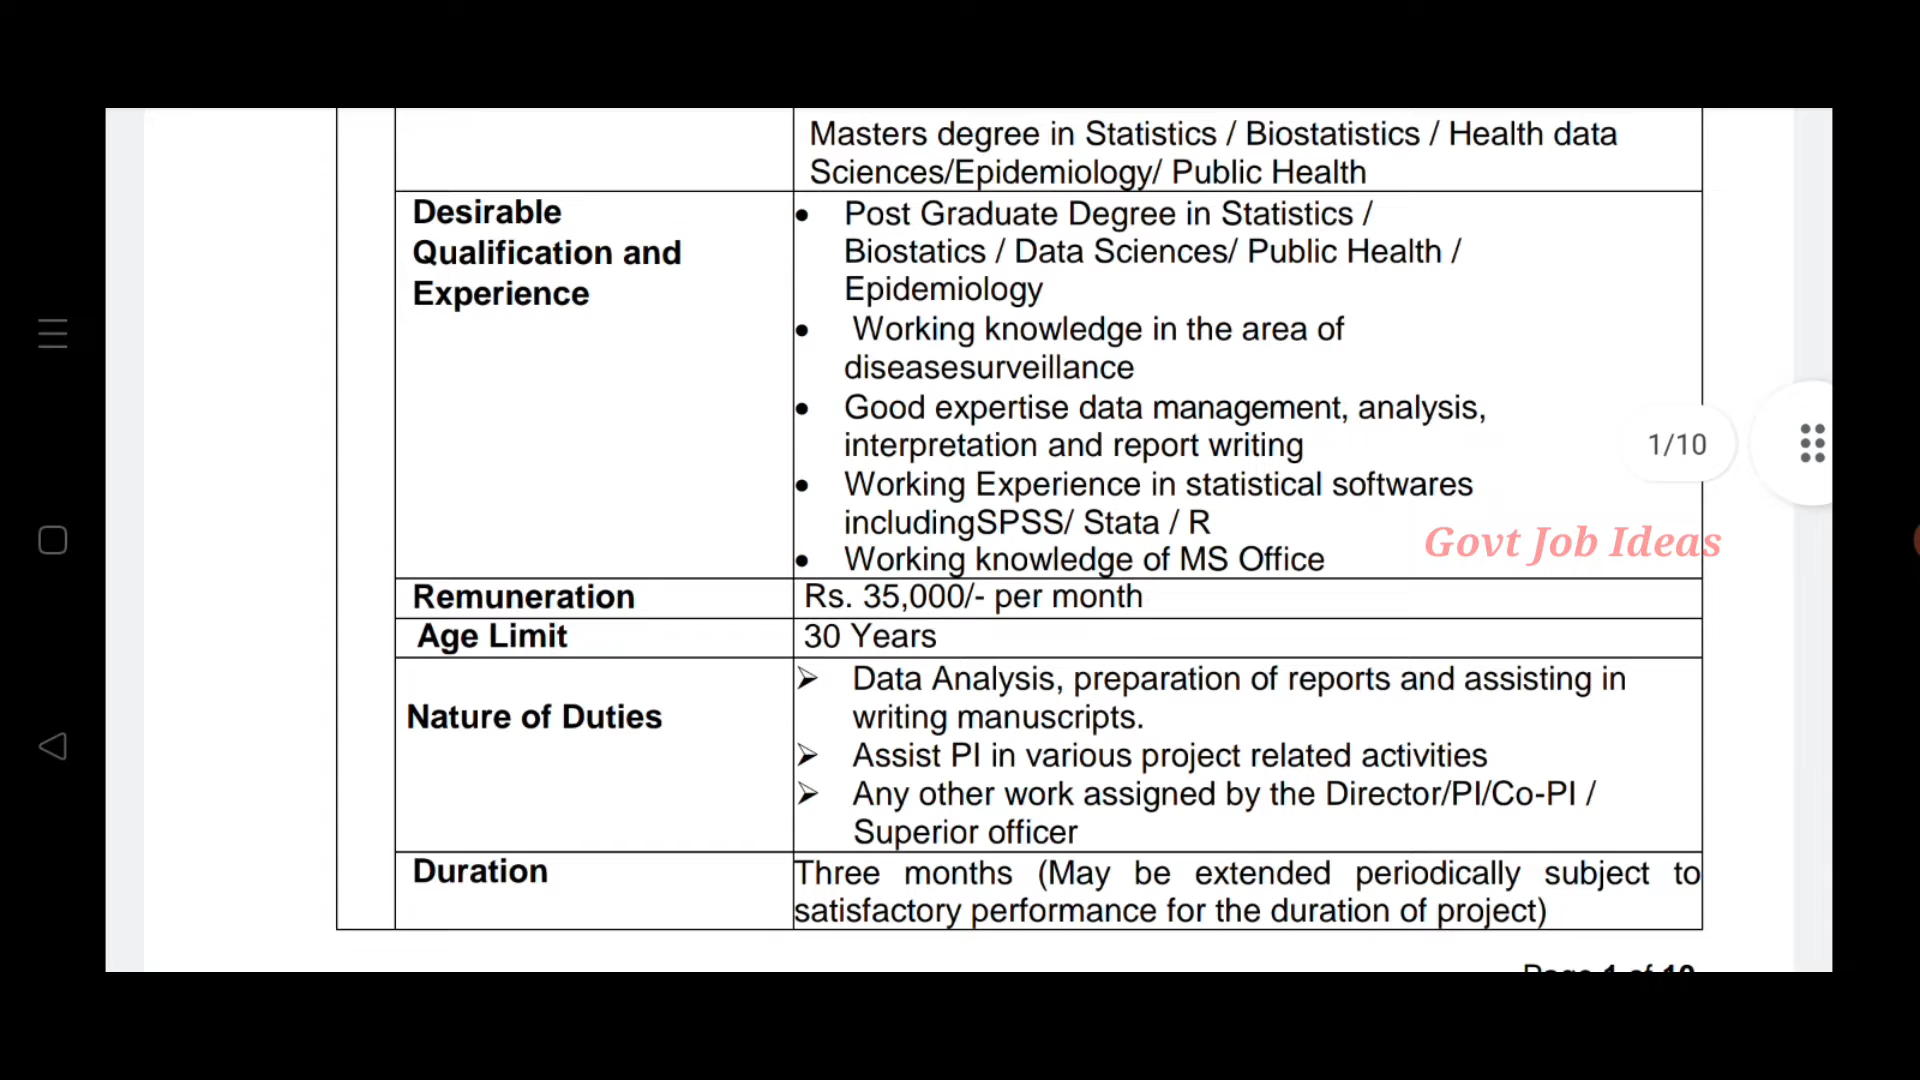 Masters degree in Statistics / Biostatistics / Health data
Sciences/Epidemiology/ Public Health
Desirable
Qualification and
Experience
• Post Graduate Degree in Statistics /
Biostatics / Data Sciences/ Public Health /
Epidemiology
• Working knowledge in the area of
diseasesurveillance
• Good expertise data management, analysis,
interpretation and report writing
• Working Experience in statistical softwares
includingSPSS/ Stata / R
• Working knowledge of MS Office
1/10
Govt Job Ideas
Remuneration
Rs. 35,000/- per month
Age Limit
30 Years
Nature of Duties
➢ Data Analysis, preparation of reports and assisting in
writing manuscripts.
➢ Assist PI in various project related activities
➢ Any other work assigned by the Director/PI/Co-PI /
Superior officer
Duration
Three months (May be extended periodically subject to
satisfactory performance for the duration of project)
Page 1 of 10